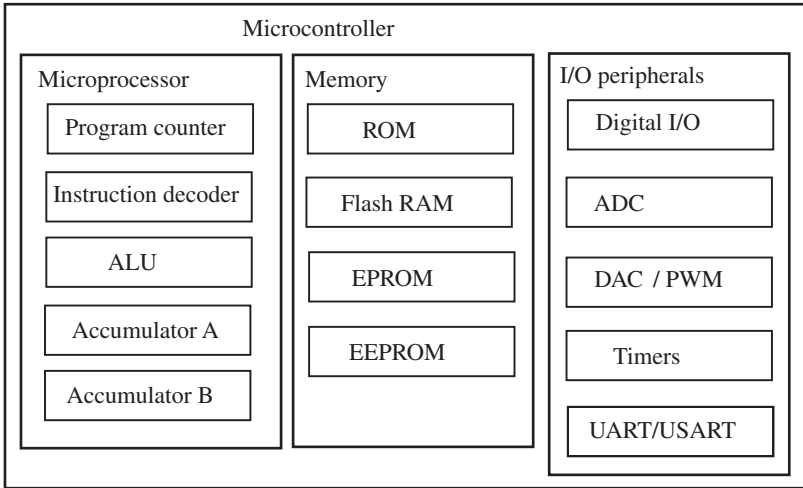 Microcontroller
Microprocessor
Program counter
Instruction decoder
ALU
Accumulator A
Accumulator B
Memory
ROM
Flash RAM
EPROM
EEPROM
I/O peripherals
Digital I/O
ADC
DAC / PWM
Timers
UART/USART